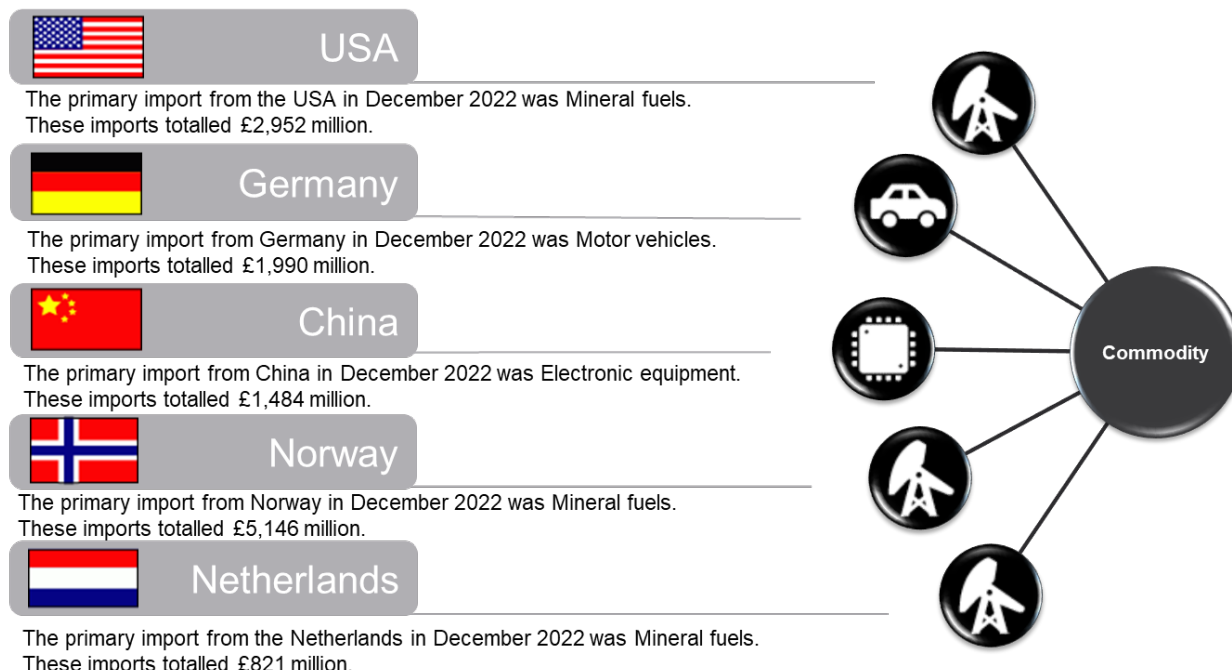 USA
The primary import from the USA in December 2022 was Mineral fuels.
These imports totalled £2,952 million.
Germany
The primary import from Germany in December 2022 was Motor vehicles.
These imports totalled £1,990 million.
China
The primary import from China in December 2022 was Electronic equipment.
These imports totalled £1,484 million.
Norway
The primary import from Norway in December 2022 was Mineral fuels.
These imports totalled £5,146 million.
Netherlands
The primary import from the Netherlands in December 2022 was Mineral fuels.
These imports totalled £821 million.
Commodity